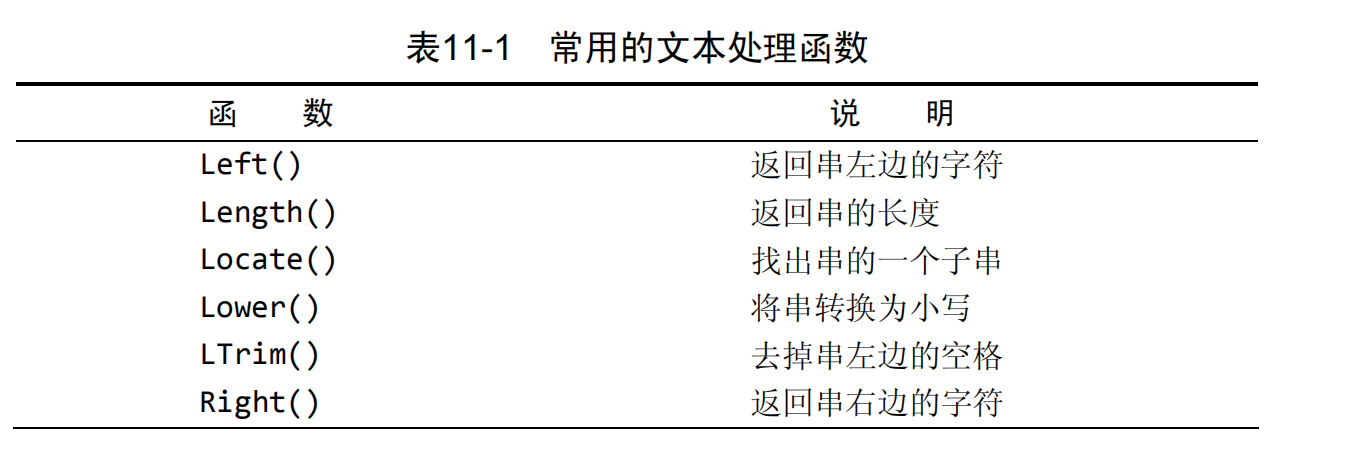 表11-1 常用的文本处理函数
函 数 说 明
Left() 返回串左边的字符
Length() 返回串的长度
Locate() 找出串的一个子串
Lower() 将串转换为小写
LTrim() 去掉串左边的空格
Right() 返回串右边的字符